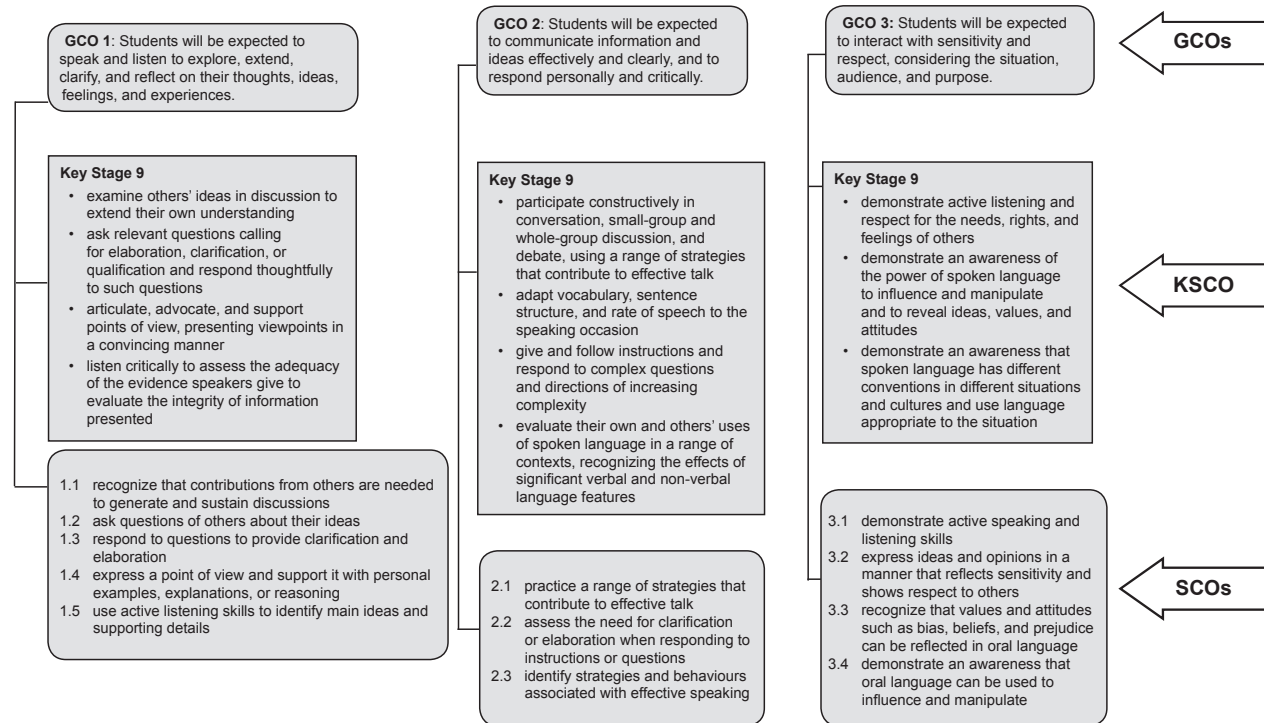 GCO 1: Students will be expected to
speak and listen to explore, extend,
clarify, and reflect on their thoughts, ideas,
feelings, and experiences.
Key Stage 9
• examine others' ideas in discussion to
extend their own understanding
• ask relevant questions calling
for elaboration, clarification, or
qualification and respond thoughtfully
to such questions
• articulate, advocate, and support
points of view, presenting viewpoints in
a convincing manner
• listen critically to assess the adequacy
of the evidence speakers give to
evaluate the integrity of information
presented
1.1 recognize that contributions from others are needed
to generate and sustain discussions
1.2 ask questions of others about their ideas
1.3 respond to questions to provide clarification and
elaboration
1.4 express a point of view and support it with personal
examples, explanations, or reasoning
1.5 use active listening skills to identify main ideas and
supporting details
GCO 2: Students will be expected
to communicate information and
ideas effectively and clearly, and to
respond personally and critically.
Key Stage 9
• participate constructively in
conversation, small-group and
whole-group discussion, and
debate, using a range of strategies
that contribute to effective talk
• adapt vocabulary, sentence
structure, and rate of speech to the
speaking occasion
• give and follow instructions and
respond to complex questions
and directions of increasing
complexity
• evaluate their own and others' uses
of spoken language in a range of
contexts, recognizing the effects of
significant verbal and non-verbal
language features
2.1 practice a range of strategies that
contribute to effective talk
2.2 assess the need for clarification
or elaboration when responding to
instructions or questions
2.3 identify strategies and behaviours
associated with effective speaking
GCO 3: Students will be expected
to interact with sensitivity and
respect, considering the situation,
audience, and purpose.
Key Stage 9
• demonstrate active listening and
respect for the needs, rights, and
feelings of others
• demonstrate an awareness of
the power of spoken language
to influence and manipulate
and to reveal ideas, values, and
attitudes
• demonstrate an awareness that
spoken language has different
conventions in different situations
and cultures and use language
appropriate to the situation
3.1 demonstrate active speaking and
listening skills
3.2 express ideas and opinions in a
manner that reflects sensitivity and
shows respect to others
3.3 recognize that values and attitudes
such as bias, beliefs, and prejudice
can be reflected in oral language
3.4 demonstrate an awareness that
oral language can be used to
influence and manipulate
GCOs
KSCO
SCOs